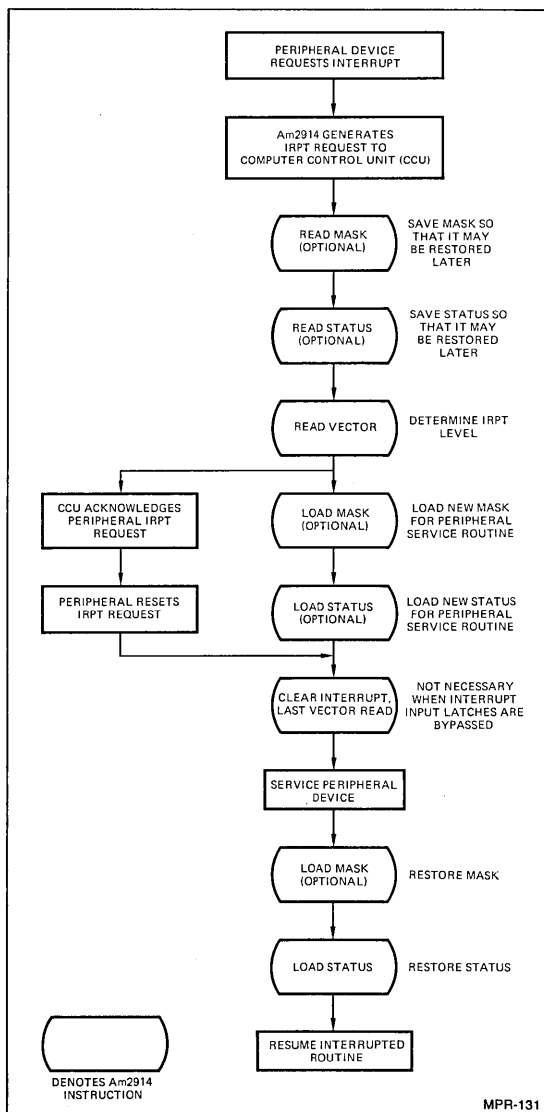 PERIPHERAL DEVICE
REQUESTS INTERRUPT
Am2914 GENERATES
IRPT REQUEST TO
COMPUTER CONTROL UNIT (CCU)
READ MASK
(OPTIONAL)
SAVE MASK SO
THAT IT MAY
BE RESTORED
LATER
READ STATUS
(OPTIONAL)
SAVE STATUS SO
THAT IT MAY
BE RESTORED
LATER
READ VECTOR
DETERMINE IRPT
LEVEL
CCU ACKNOWLEDGES
PERIPHERAL IRPT
REQUEST
LOAD MASK
(OPTIONAL)
LOAD NEW MASK
FOR PERIPHERAL
SERVICE ROUTINE
PERIPHERAL RESETS
IRPT REQUEST
LOAD STATUS
(OPTIONAL)
LOAD NEW STATUS
FOR PERIPHERAL
SERVICE ROUTINE
CLEAR INTERRUPT,
LAST VECTOR READ
NOT NECESSARY
WHEN INTERRUPT
INPUT LATCHES ARE
BYPASSED
SERVICE PERIPHERAL
DEVICE
LOAD MASK
(OPTIONAL)
RESTORE MASK
LOAD STATUS
RESTORE STATUS
RESUME INTERRUPTED
ROUTINE
DENOTES Am2914
INSTRUCTION
MPR-131